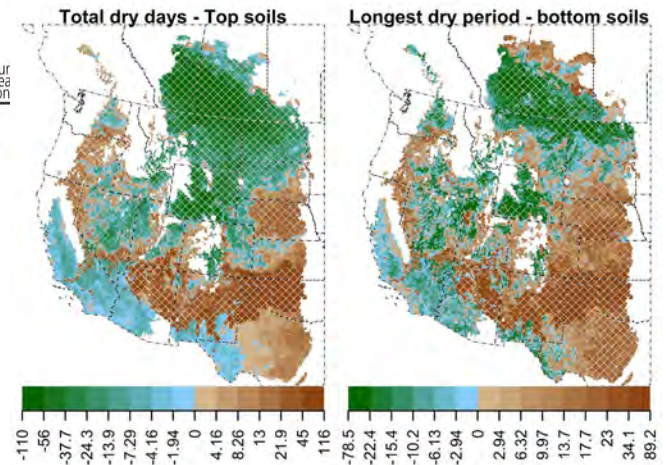 Total dry days - Top soils
Longest dry period - bottom soils
-110 -56 -37.7 -24.3 -13.9 -7.29 -4.16 -1.94 0 4.16 8.26 13 21.9 45 116
-78.5 -22.4 -15.4 -10.2 -6.13 -2.94 0 2.94 6.32 9.97 13.7 17.7 23 34.1 89.2